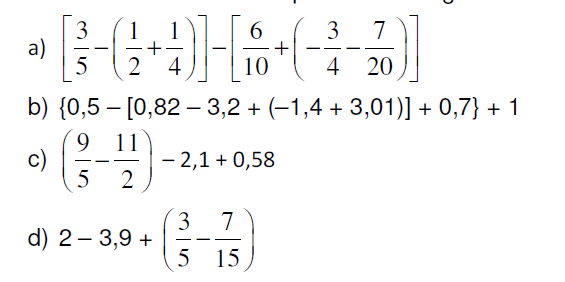 a) [3/5 − (1/2 + 1/4)] − [6/10 + (−3/4 − 7/20)]
b) {0,5 – [0,82 – 3,2 + (–1,4 + 3,01)] + 0,7} + 1
c) (9/5 − 11/2) – 2,1 + 0,58
d) 2 – 3,9 + (3/5 − 7/15)